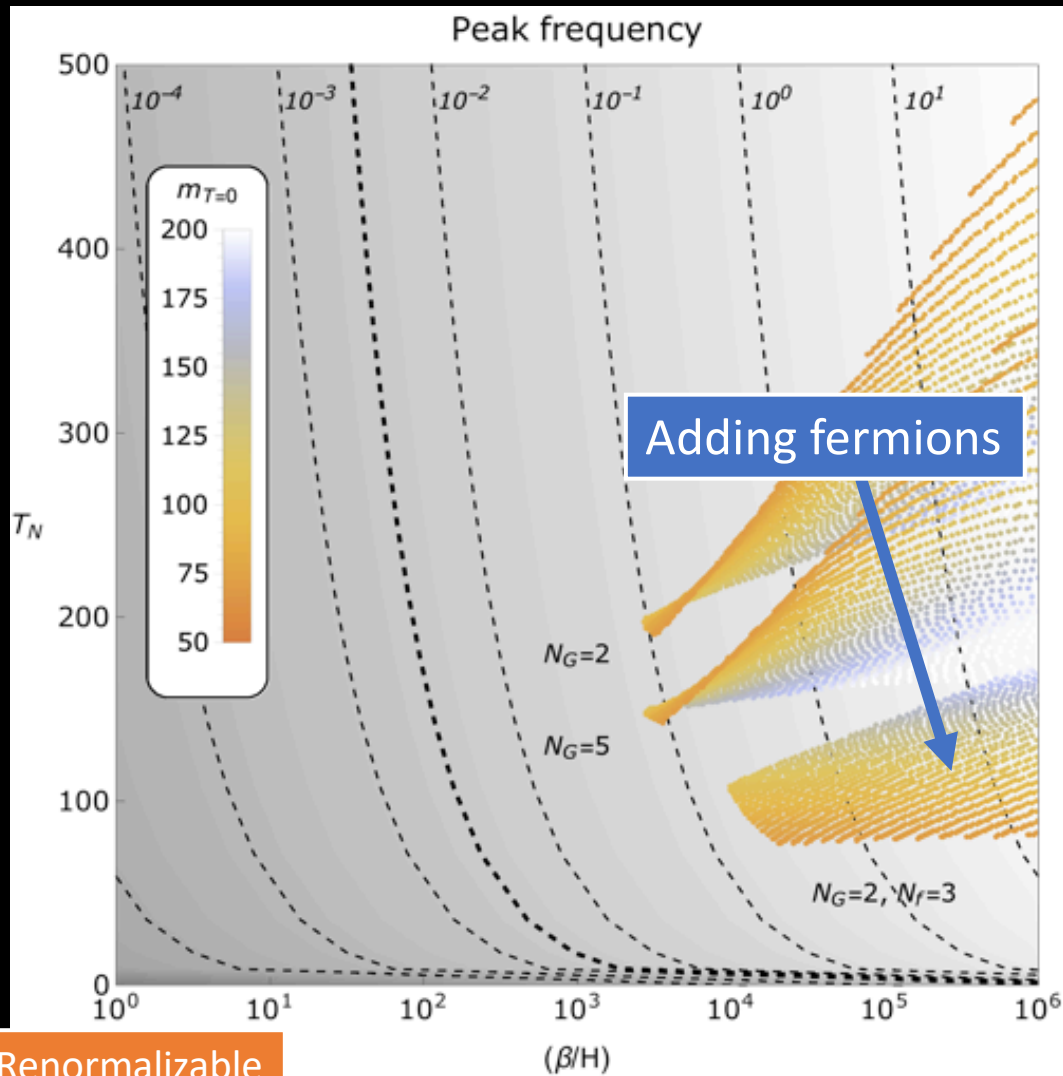 Peak frequency
500
400
300
200
100
0
T_N
10⁻⁴ 10⁻³ 10⁻² 10⁻¹ 10⁰ 10¹
m_{T=0}
200
175
150
125
100
75
50
Adding fermions
N_G=2
N_G=5
N_G=2, N_f=3
10⁰ 10¹ 10² 10³ 10⁴ 10⁵ 10⁶
(β/H)
Renormalizable